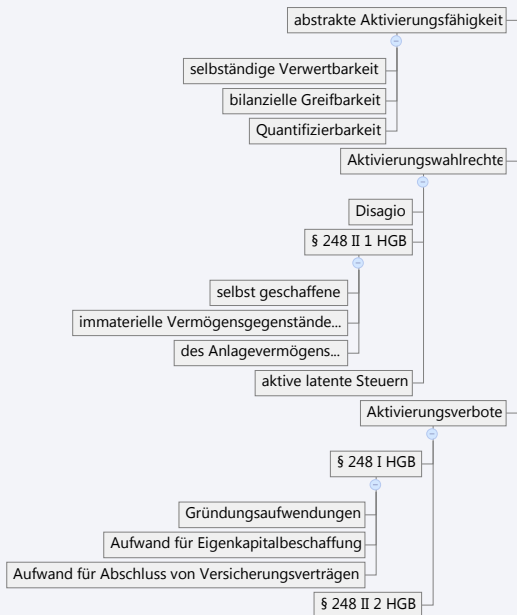 abstrakte Aktivierungsfähigkeit
selbständige Verwertbarkeit
bilanzielle Greifbarkeit
Quantifizierbarkeit
Aktivierungswahlrechte
Disagio
§ 248 II 1 HGB
selbst geschaffene
immaterielle Vermögensgegenstände...
des Anlagevermögens...
aktive latente Steuern
Aktivierungsverbote
§ 248 I HGB
Gründungsaufwendungen
Aufwand für Eigenkapitalbeschaffung
Aufwand für Abschluss von Versicherungsverträgen
§ 248 II 2 HGB